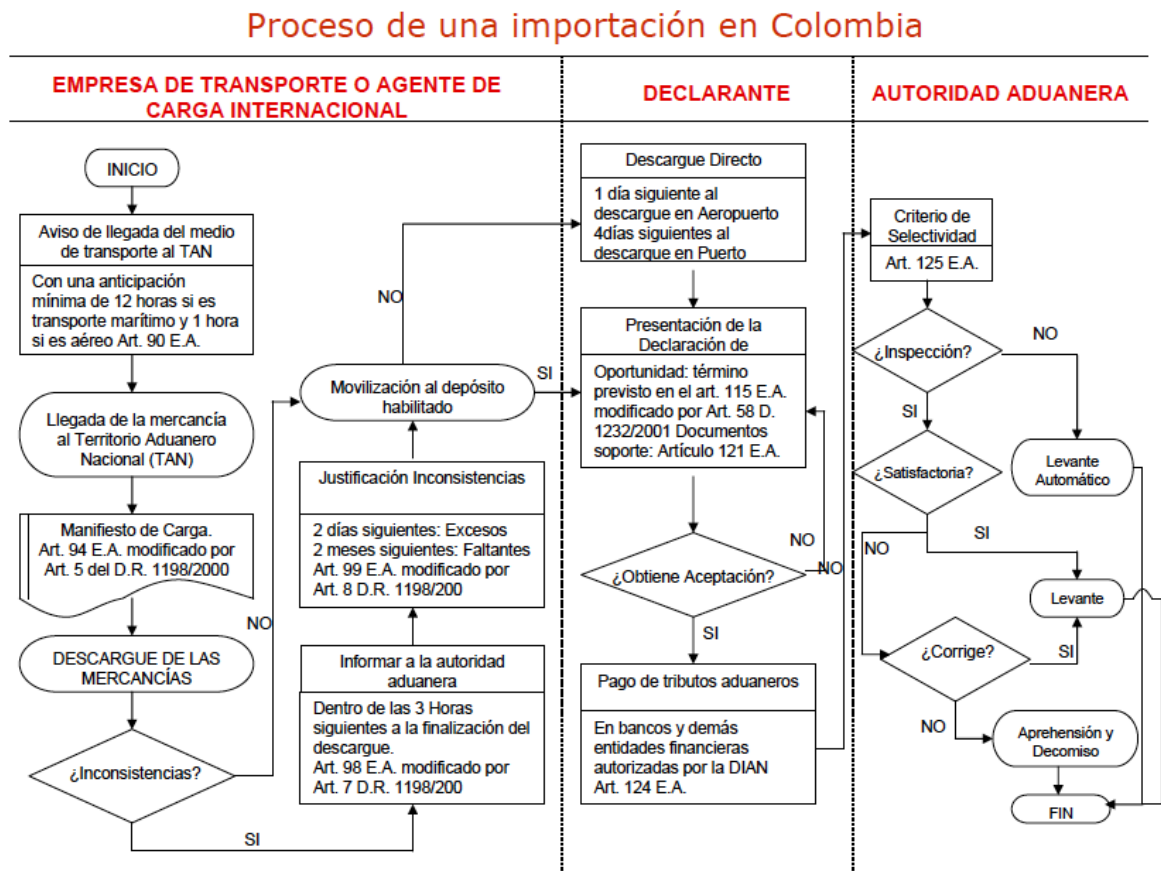 Proceso de una importación en Colombia
EMPRESA DE TRANSPORTE O AGENTE DE
CARGA INTERNACIONAL
DECLARANTE
AUTORIDAD ADUANERA
INICIO
Aviso de llegada del medio
de transporte al TAN
Con una anticipación
mínima de 12 horas si es
transporte marítimo y 1 hora
si es aéreo Art. 90 E.A.
Llegada de la mercancía
al Territorio Aduanero
Nacional (TAN)
Manifiesto de Carga.
Art. 94 E.A. modificado por
Art. 5 del D.R. 1198/2000
DESCARGUE DE LAS
MERCANCÍAS
¿Inconsistencias?
NO
SI
Informar a la autoridad
aduanera
Dentro de las 3 Horas
siguientes a la finalización del
descargue.
Art. 98 E.A. modificado por
Art. 7 D.R. 1198/200
Justificación Inconsistencias
2 días siguientes: Excesos
2 meses siguientes: Faltantes
Art. 99 E.A. modificado por
Art. 8 D.R. 1198/200
Movilización al depósito
habilitado
NO
SI
Descargue Directo
1 día siguiente al
descargue en Aeropuerto
4días siguientes al
descargue en Puerto
Presentación de la
Declaración de
Oportunidad: término
previsto en el art. 115 E.A.
modificado por Art. 58 D.
1232/2001 Documentos
soporte: Artículo 121 E.A.
¿Obtiene Aceptación?
NO
NO
SI
Pago de tributos aduaneros
En bancos y demás
entidades financieras
autorizadas por la DIAN
Art. 124 E.A.
Criterio de
Selectividad
Art. 125 E.A.
¿Inspección?
NO
SI
Levante
Automático
¿Satisfactoria?
SI
NO
Levante
¿Corrige?
SI
NO
Aprehensión y
Decomiso
FIN